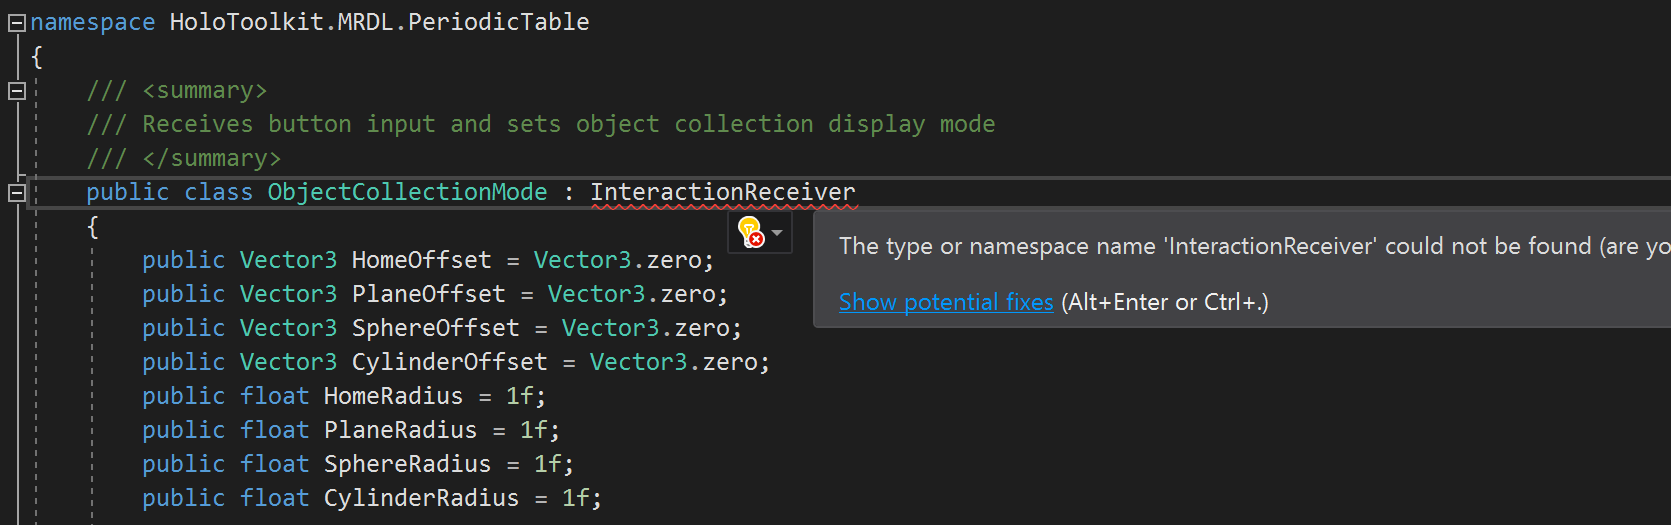 namespace HoloToolkit.MRDL.PeriodicTable
{
/// <summary>
/// Receives button input and sets object collection display mode
/// </summary>
public class ObjectCollectionMode : InteractionReceiver
{
The type or namespace name 'InteractionReceiver' could not be found (are yo
Show potential fixes (Alt+Enter or Ctrl+.)
public Vector3 HomeOffset = Vector3.zero;
public Vector3 PlaneOffset = Vector3.zero;
public Vector3 SphereOffset = Vector3.zero;
public Vector3 CylinderOffset = Vector3.zero;
public float HomeRadius = 1f;
public float PlaneRadius = 1f;
public float SphereRadius = 1f;
public float CylinderRadius = 1f;